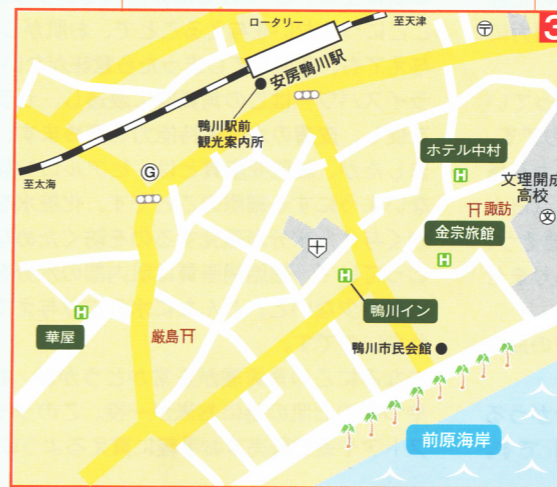 ロータリー
至天津
3
〒
安房鴨川駅
鴨川駅前
観光案内所
至太海
G
ホテル中村
H
文理開成
高校
文
諏訪
金宗旅館
H
H
鴨川イン
H
華屋
厳島
鴨川市民会館
前原海岸